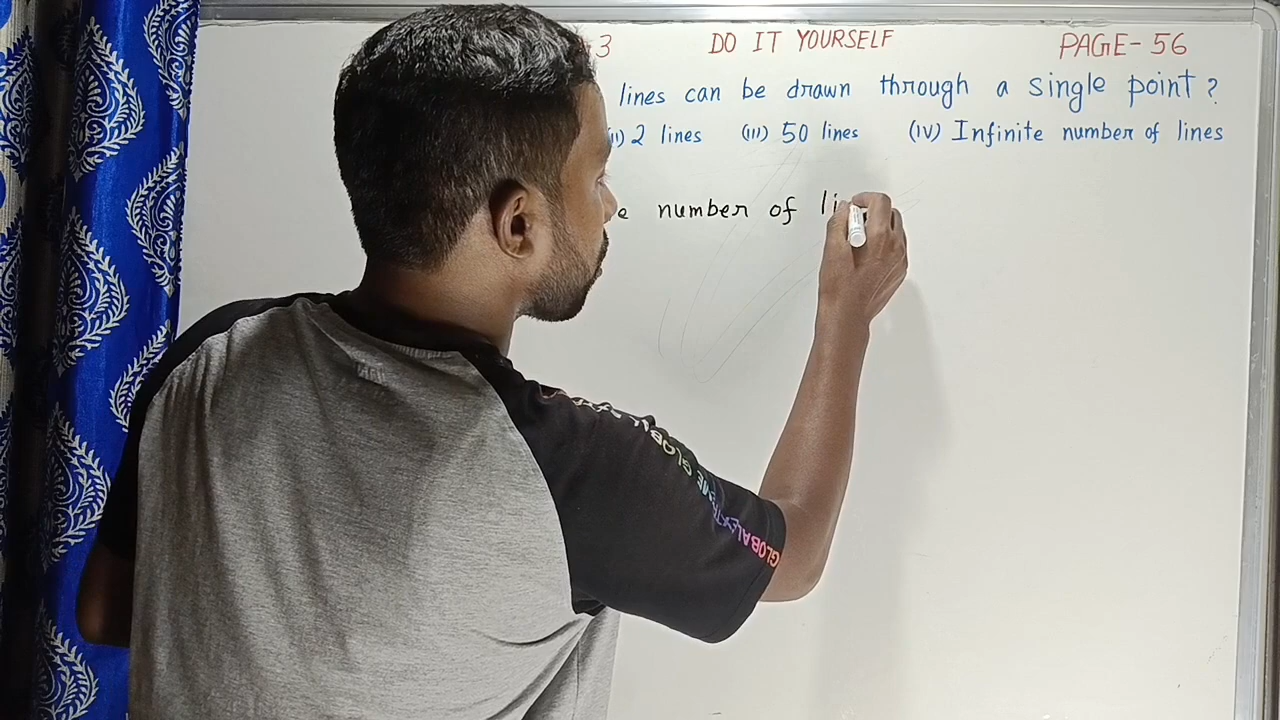 3 DO IT YOURSELF PAGE-56
lines can be drawn through a single point?
(ii) 2 lines (iii) 50 lines (iv) Infinite number of lines
number of
GLOBAL